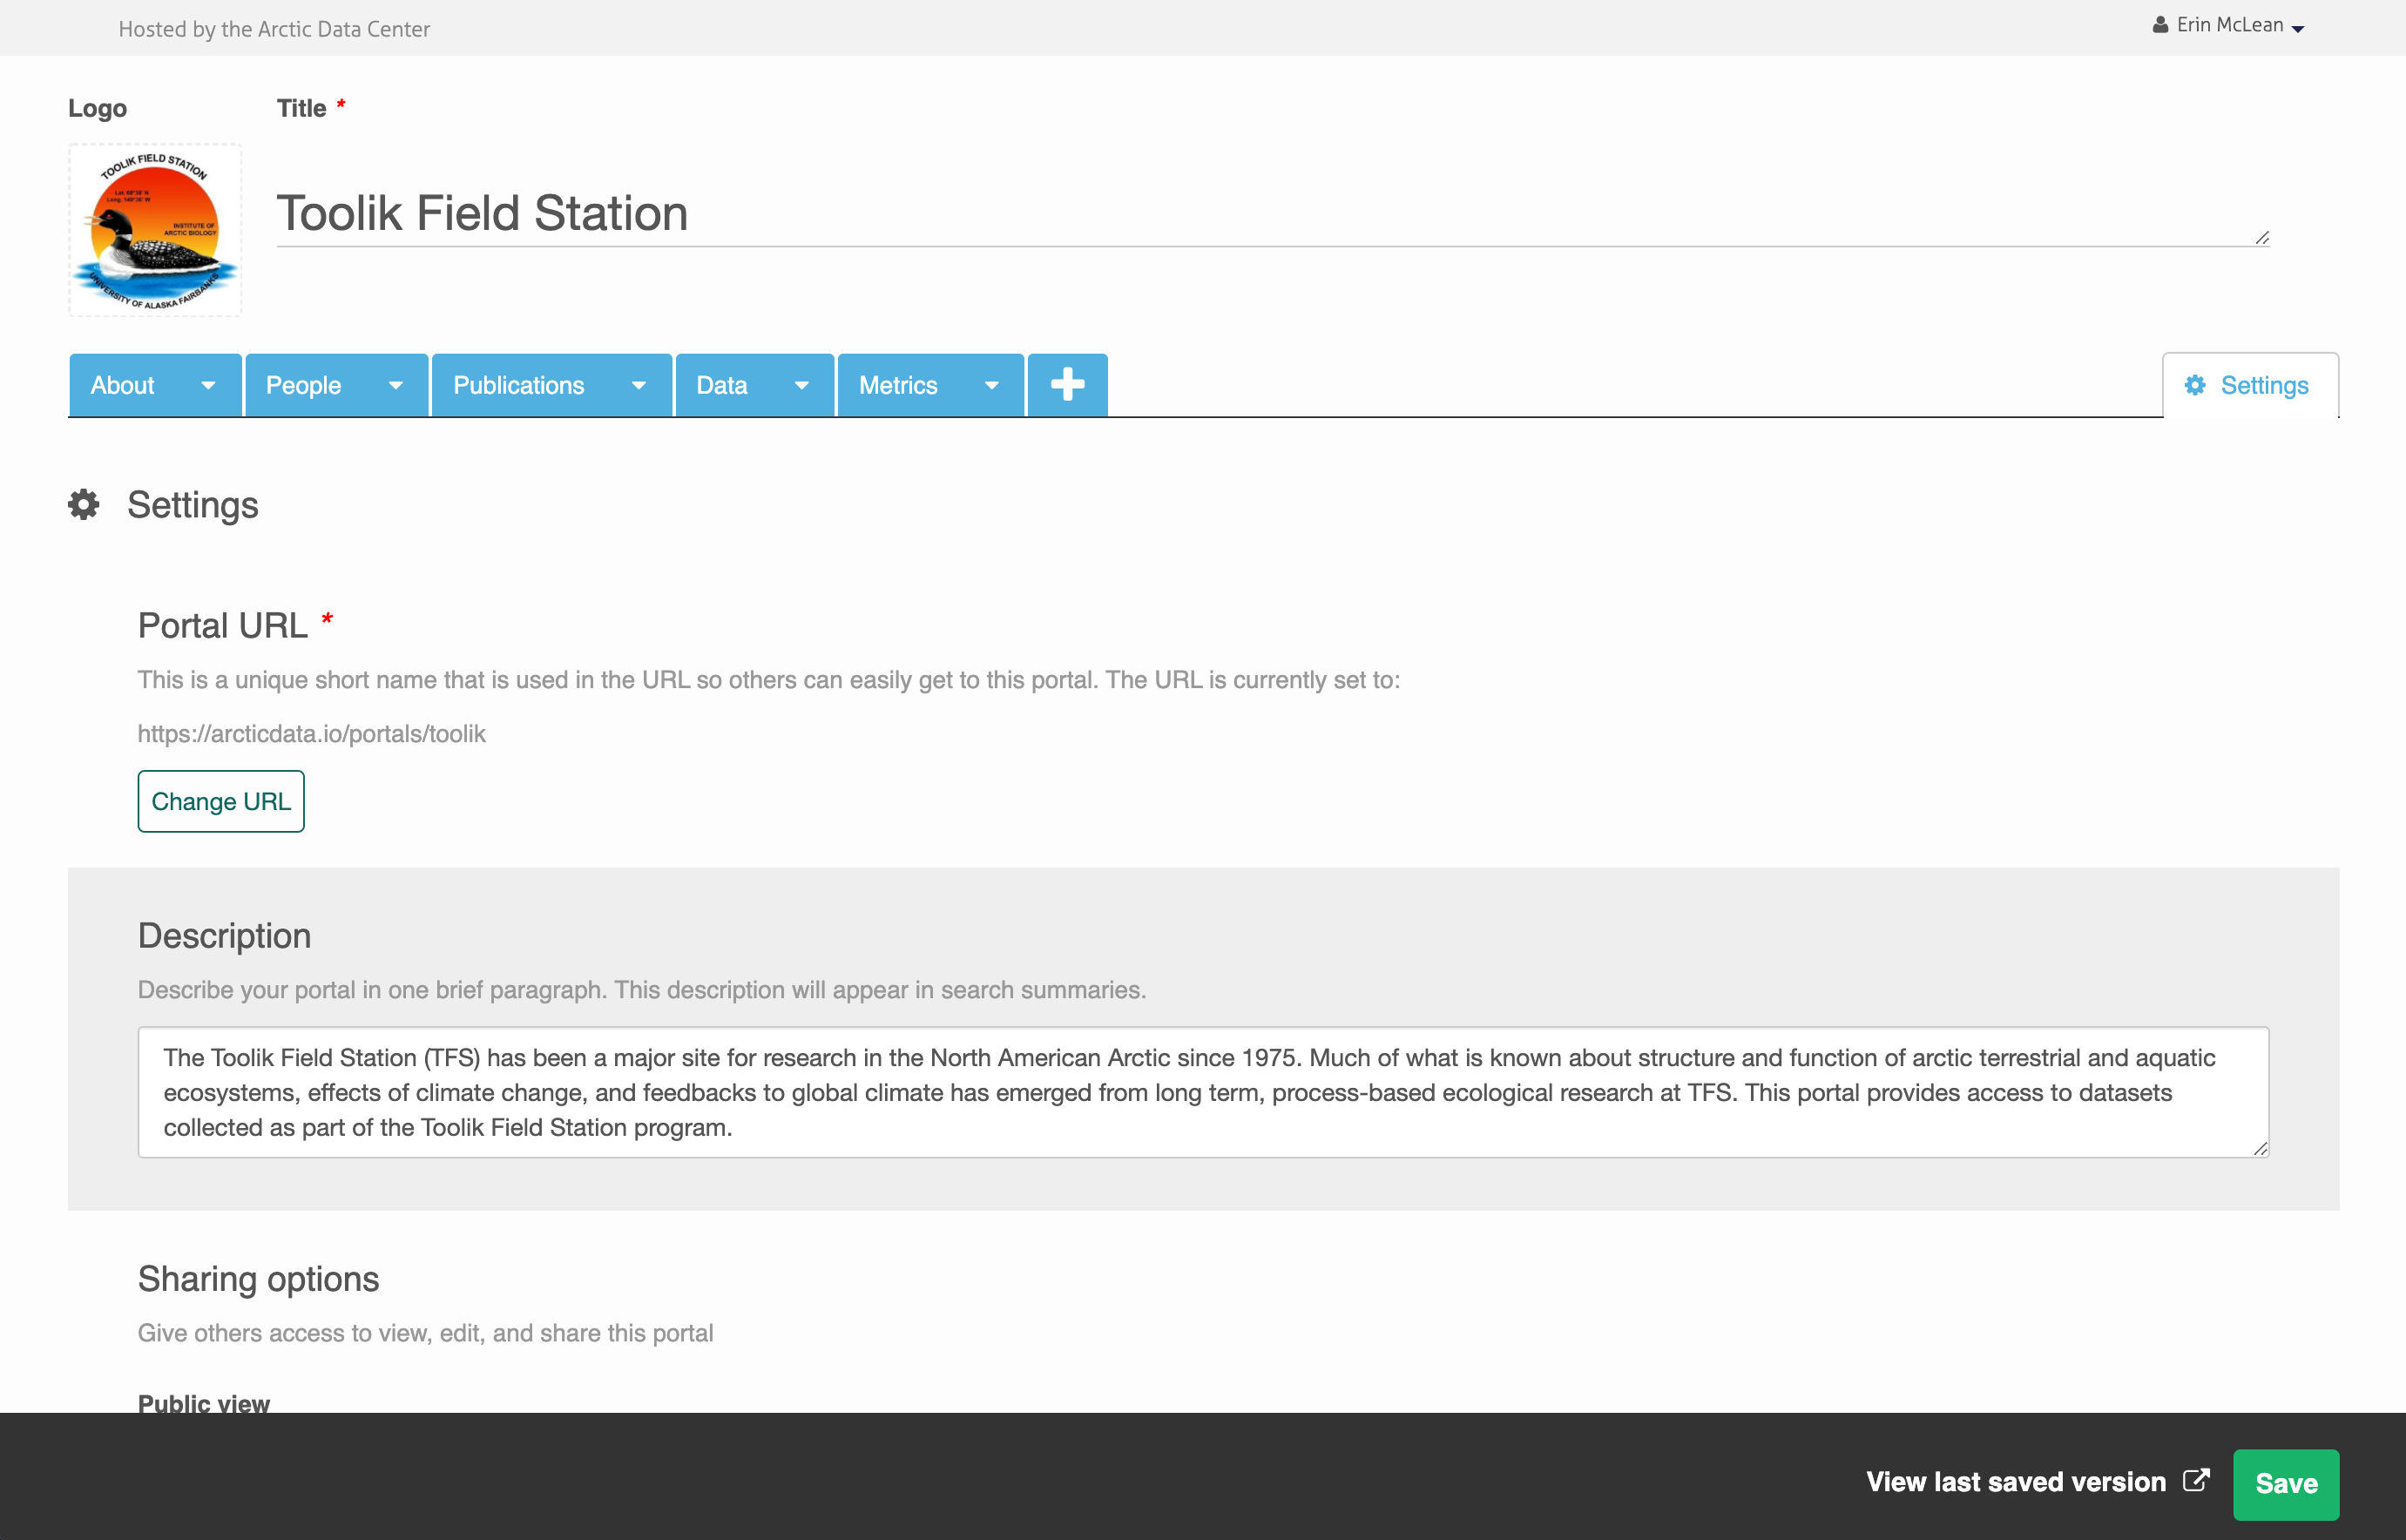 Hosted by the Arctic Data Center
Erin McLean
Logo
Title *
TOOLIK FIELD STATION
Lat: 68°38' N
Long: 149°36' W
INSTITUTE OF
ARCTIC BIOLOGY
UNIVERSITY OF ALASKA FAIRBANKS
Toolik Field Station
About
People
Publications
Data
Metrics
Settings
Settings
Portal URL *
This is a unique short name that is used in the URL so others can easily get to this portal. The URL is currently set to:
https://arcticdata.io/portals/toolik
Change URL
Description
Describe your portal in one brief paragraph. This description will appear in search summaries.
The Toolik Field Station (TFS) has been a major site for research in the North American Arctic since 1975. Much of what is known about structure and function of arctic terrestrial and aquatic
ecosystems, effects of climate change, and feedbacks to global climate has emerged from long term, process-based ecological research at TFS. This portal provides access to datasets
collected as part of the Toolik Field Station program.
Sharing options
Give others access to view, edit, and share this portal
Public view
View last saved version
Save